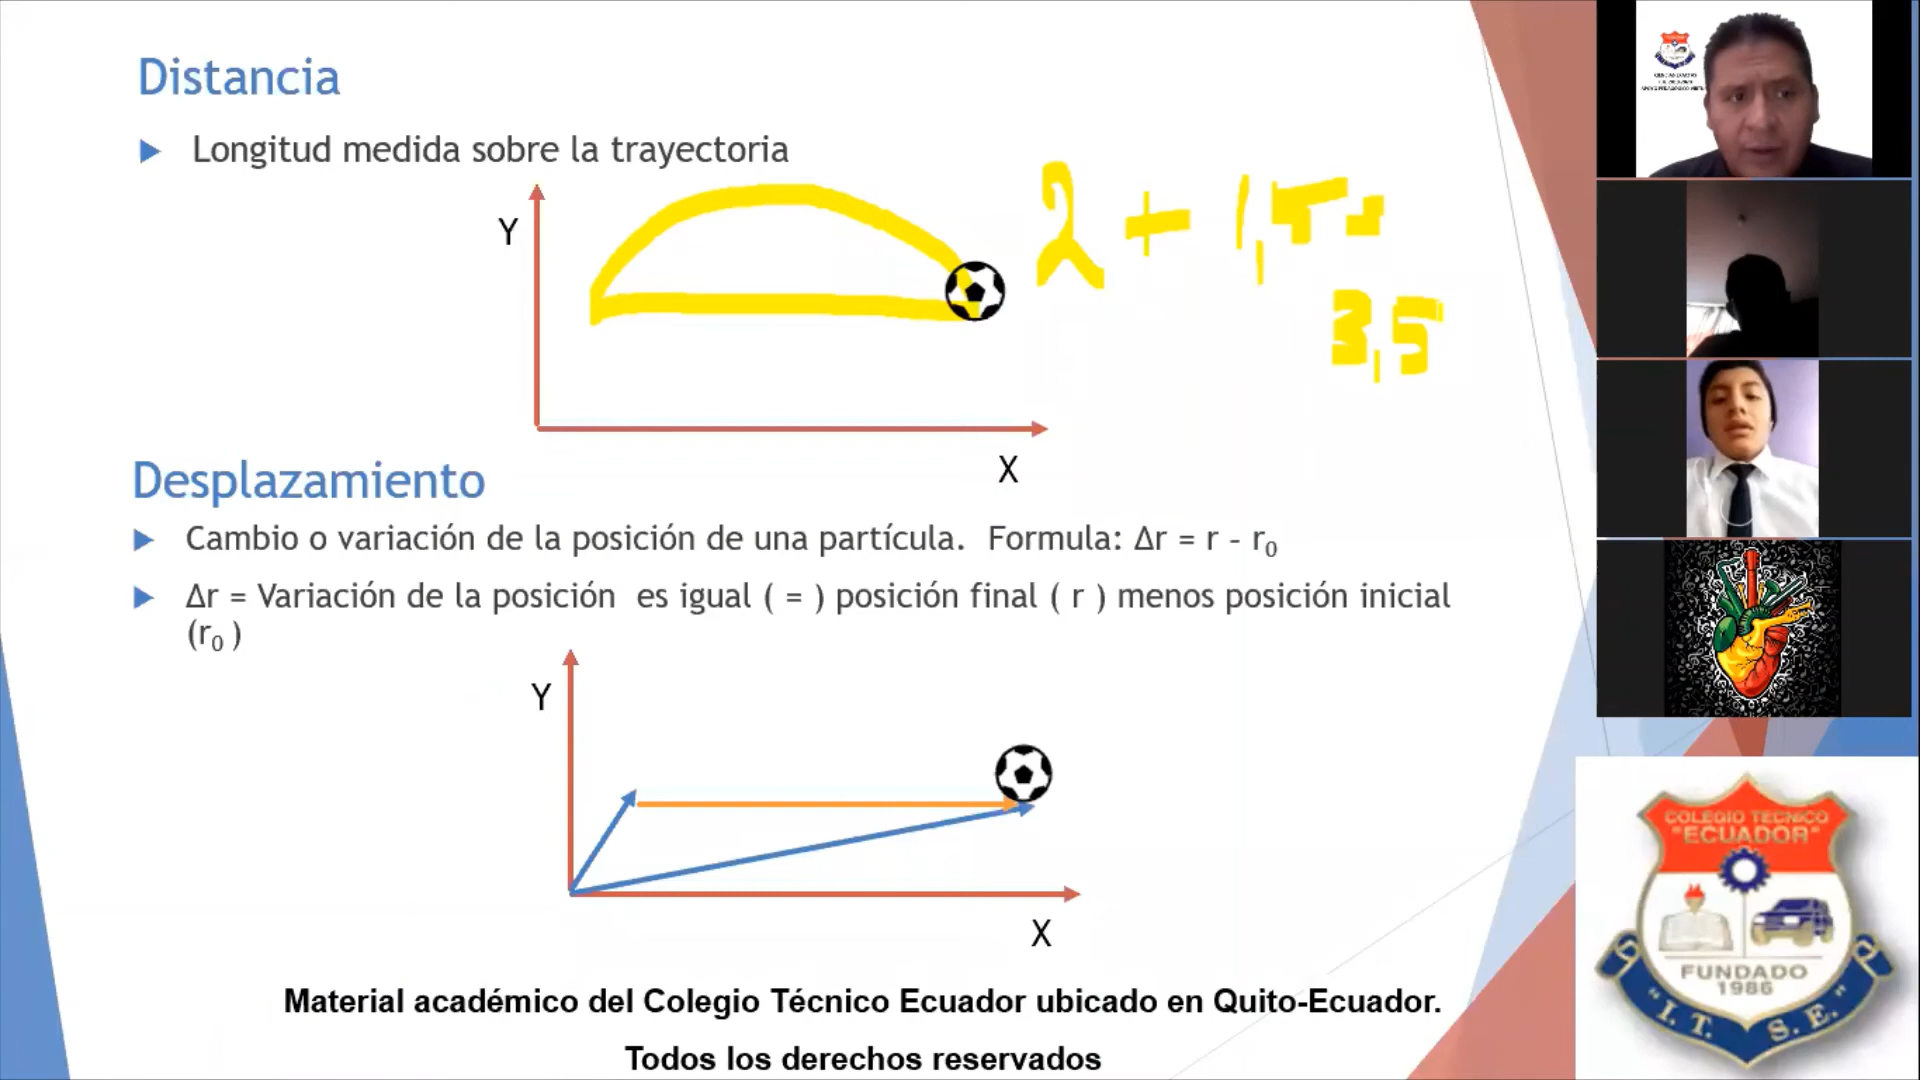 Distancia
Longitud medida sobre la trayectoria
Y
X
2 + 1,5 =
3,5
Desplazamiento
Cambio o variación de la posición de una partícula. Formula: Δr = r - r₀
Δr = Variación de la posición es igual ( = ) posición final ( r ) menos posición inicial
(r₀ )
Y
X
Material académico del Colegio Técnico Ecuador ubicado en Quito-Ecuador.
Todos los derechos reservados
COLEGIO TECNICO
"ECUADOR"
FUNDADO
1986
"I.T. S.E."